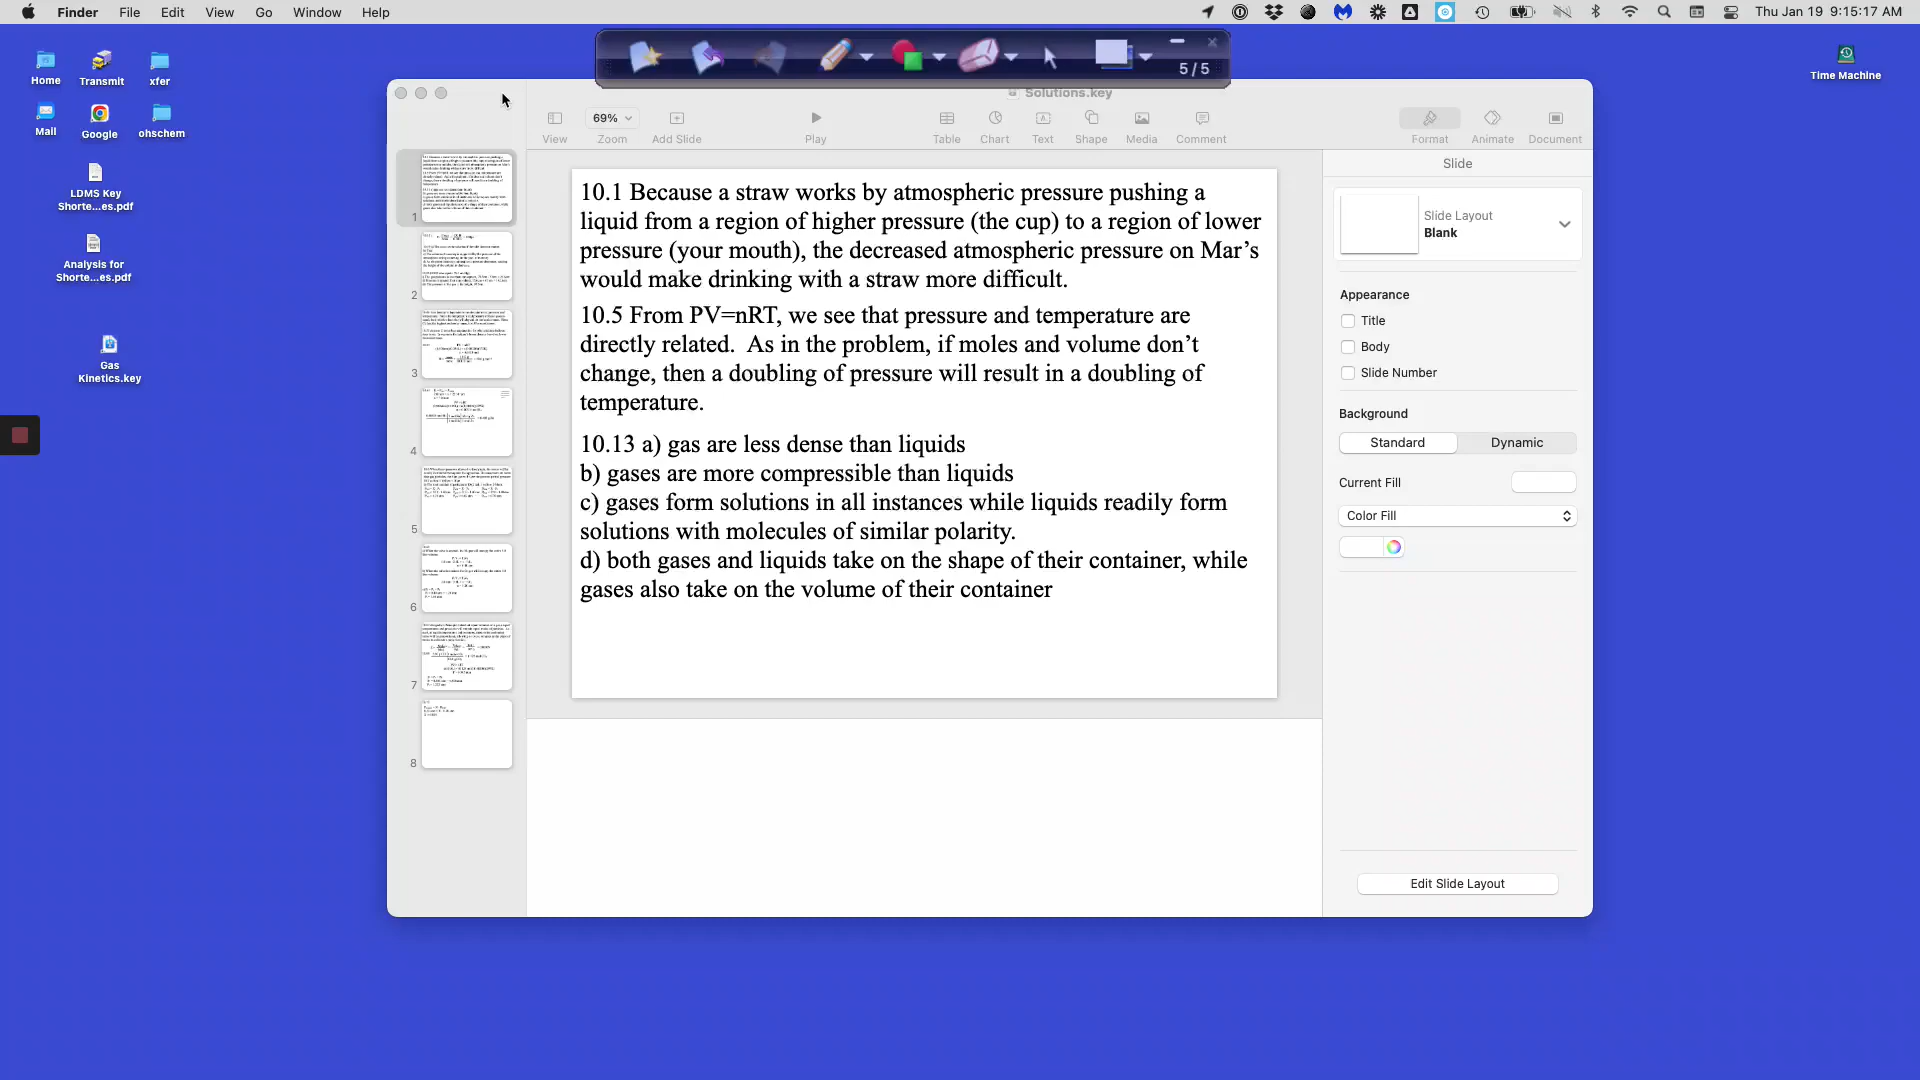 Finder File Edit View Go Window Help
Thu Jan 19 9:15:17 AM
5/5
Home
Transmit
xfer
Mail
Google
ohschem
LDMS Key
Shorte...es.pdf
Analysis for
Shorte...es.pdf
Gas
Kinetics.key
Time Machine
Solutions.key
69%
View Zoom Add Slide Play Table Chart Text Shape Media Comment Format Animate Document
1
2
3
4
5
6
7
8
10.1 Because a straw works by atmospheric pressure pushing a
liquid from a region of higher pressure (the cup) to a region of lower
pressure (your mouth), the decreased atmospheric pressure on Mar’s
would make drinking with a straw more difficult.
10.5 From PV=nRT, we see that pressure and temperature are
directly related.  As in the problem, if moles and volume don’t
change, then a doubling of pressure will result in a doubling of
temperature.
10.13 a) gas are less dense than liquids
b) gases are more compressible than liquids
c) gases form solutions in all instances while liquids readily form
solutions with molecules of similar polarity.
d) both gases and liquids take on the shape of their container, while
gases also take on the volume of their container
Slide
Slide Layout
Blank
Appearance
Title
Body
Slide Number
Background
Standard Dynamic
Current Fill
Color Fill
Edit Slide Layout